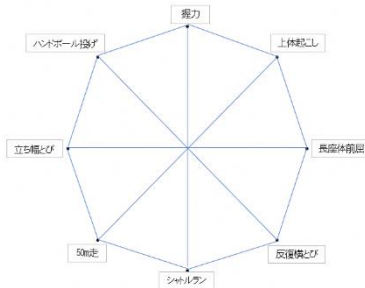 握力
上体起こし
長座体前屈
反復横とび
シャトルラン
50m走
立ち幅とび
ハンドボール投げ